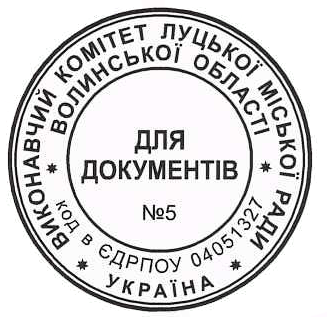 ВИКОНАВЧИЙ КОМІТЕТ ЛУЦЬКОЇ МІСЬКОЇ РАДИ
ВОЛИНСЬКОЇ ОБЛАСТІ
ДЛЯ
ДОКУМЕНТІВ
№5
код в ЄДРПОУ 04051327
* УКРАЇНА *